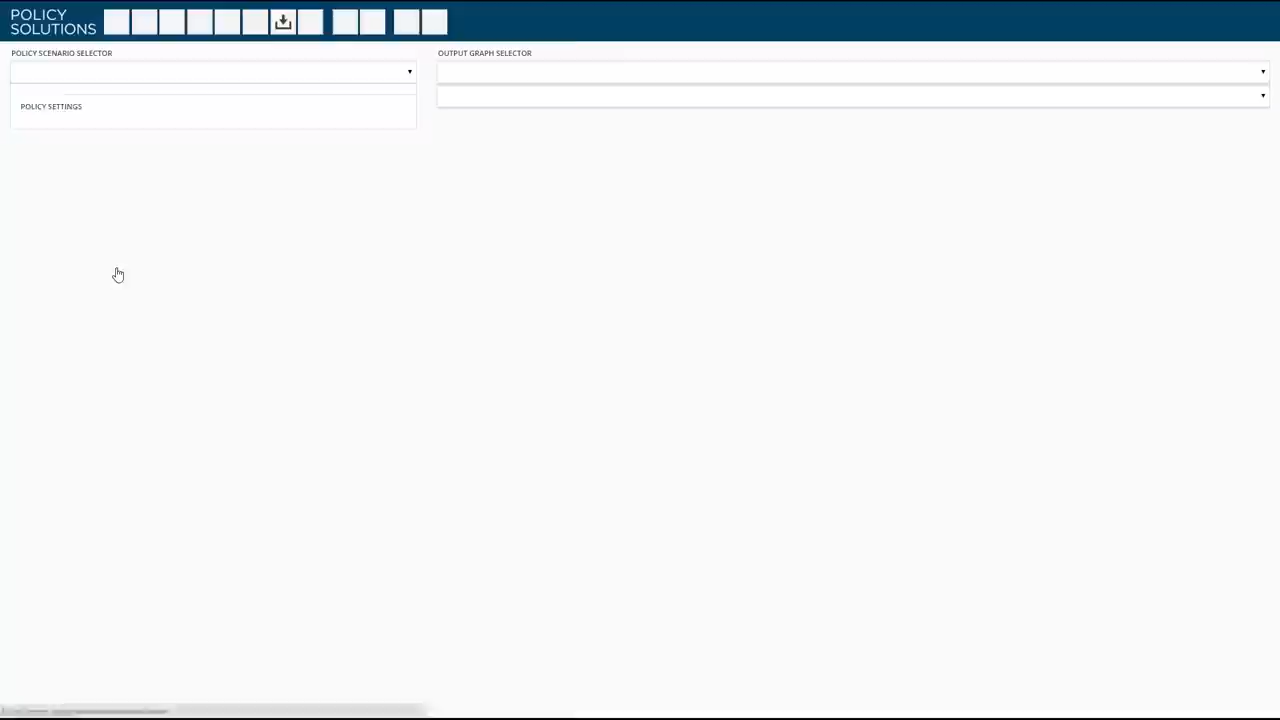 POLICY
SOLUTIONS
POLICY SCENARIO SELECTOR
OUTPUT GRAPH SELECTOR
POLICY SETTINGS